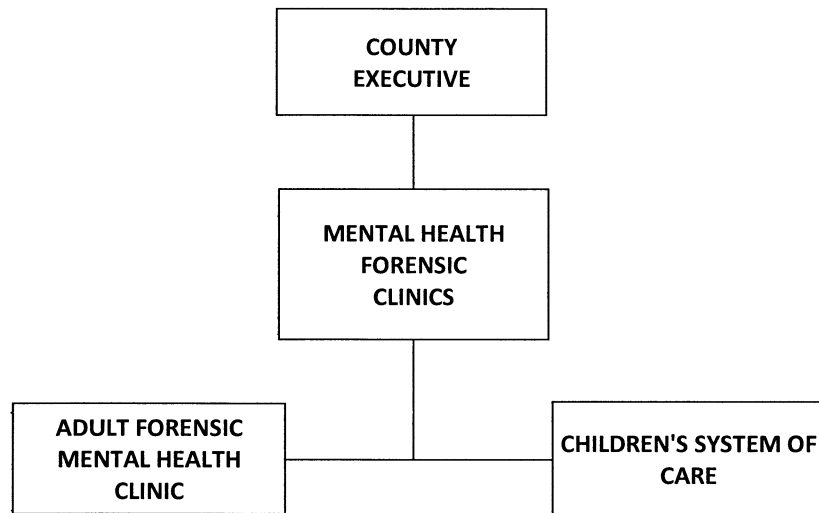 COUNTY
EXECUTIVE
MENTAL HEALTH
FORENSIC
CLINICS
ADULT FORENSIC
MENTAL HEALTH
CLINIC
CHILDREN'S SYSTEM OF
CARE